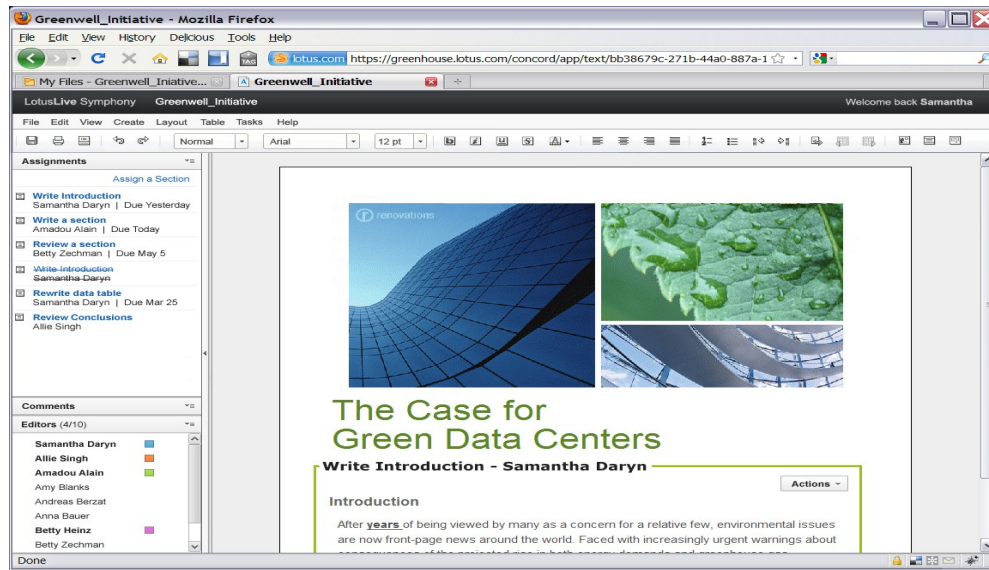 Greenwell_Initiative - Mozilla Firefox
File Edit View History Delicious Tools Help
TAG lotus.com https://greenhouse.lotus.com/concord/app/text/bb38679c-271b-44a0-887a-1
My Files - Greenwell_Iniative... Greenwell_Initiative
LotusLive Symphony Greenwell_Initiative Welcome back Samantha
File Edit View Create Layout Table Tasks Help
Normal Arial 12 pt b i U S A
Assignments
Assign a Section
Write Introduction
Samantha Daryn | Due Yesterday
Write a section
Amadou Alain | Due Today
Review a section
Betty Zechman | Due May 5
Write Introduction
Samantha Daryn
Rewrite data table
Samantha Daryn | Due Mar 25
Review Conclusions
Allie Singh
Comments
Editors (4/10)
Samantha Daryn
Allie Singh
Amadou Alain
Amy Blanks
Andreas Berzat
Anna Bauer
Betty Heinz
Betty Zechman
r renovations
The Case for
Green Data Centers
Write Introduction - Samantha Daryn
Actions
Introduction
After years of being viewed by many as a concern for a relative few, environmental issues
are now front-page news around the world. Faced with increasingly urgent warnings about
Done